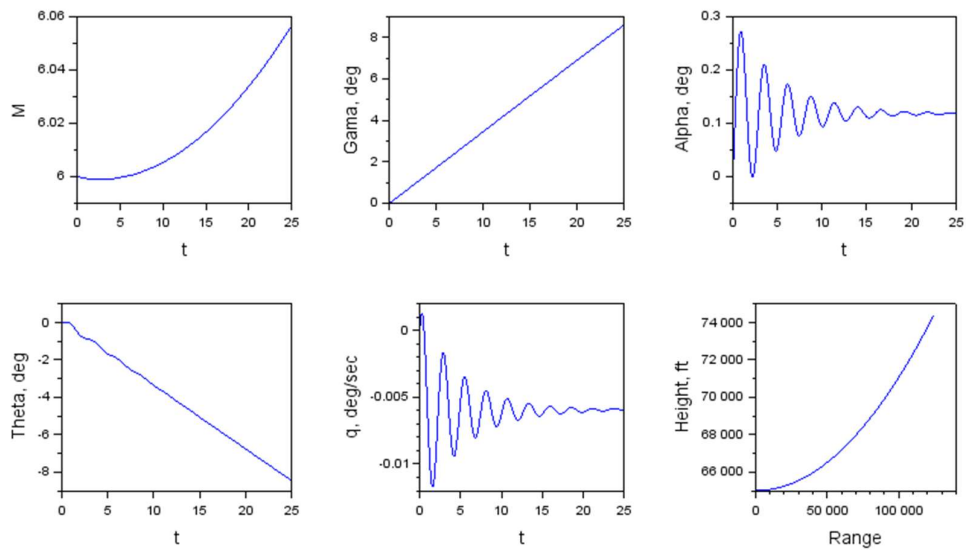 6.06
6.04
6.02
6
M
0 5 10 15 20 25
t
8
6
4
2
0
Gama, deg
0 5 10 15 20 25
t
0.3
0.2
0.1
0
Alpha, deg
0 5 10 15 20 25
t
0
-2
-4
-6
-8
Theta, deg
0 5 10 15 20 25
t
0
-0.005
-0.01
q, deg/sec
0 5 10 15 20 25
t
74 000
72 000
70 000
68 000
66 000
Height, ft
0 50 000 100 000
Range